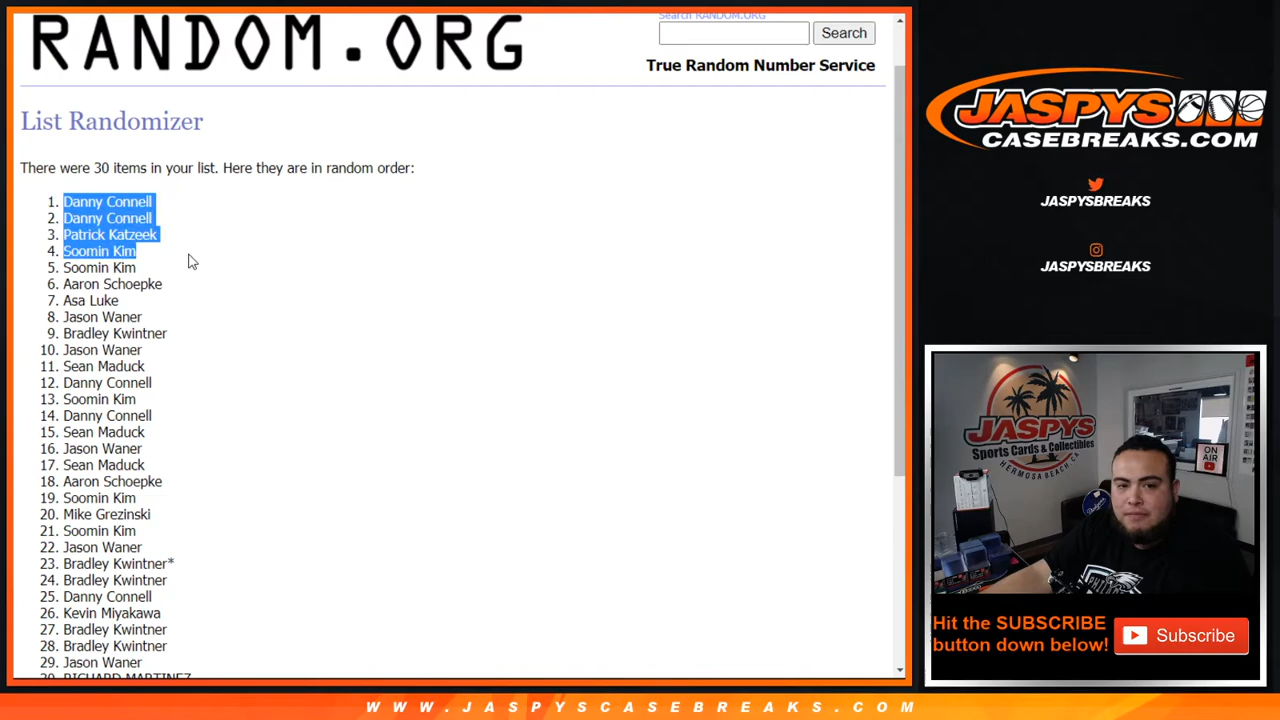 RANDOM.ORG
Search RANDOM.ORG
Search
True Random Number Service
List Randomizer
There were 30 items in your list. Here they are in random order:
1. Danny Connell
2. Danny Connell
3. Patrick Katzeek
4. Soomin Kim
5. Soomin Kim
6. Aaron Schoepke
7. Asa Luke
8. Jason Waner
9. Bradley Kwintner
10. Jason Waner
11. Sean Maduck
12. Danny Connell
13. Soomin Kim
14. Danny Connell
15. Sean Maduck
16. Jason Waner
17. Sean Maduck
18. Aaron Schoepke
19. Soomin Kim
20. Mike Grezinski
21. Soomin Kim
22. Jason Waner
23. Bradley Kwintner*
24. Bradley Kwintner
25. Danny Connell
26. Kevin Miyakawa
27. Bradley Kwintner
28. Bradley Kwintner
29. Jason Waner
30. RICHARD MARTINEZ
JASPYS
CASEBREAKS.COM
JASPYSBREAKS
JASPYSBREAKS
JASPYS
Sports Cards & Collectibles
HERMOSA BEACH CA
ON
AIR
Dodgers
Hit the SUBSCRIBE
button down below!
Subscribe
WWW.JASPYSCASEBREAKS.COM